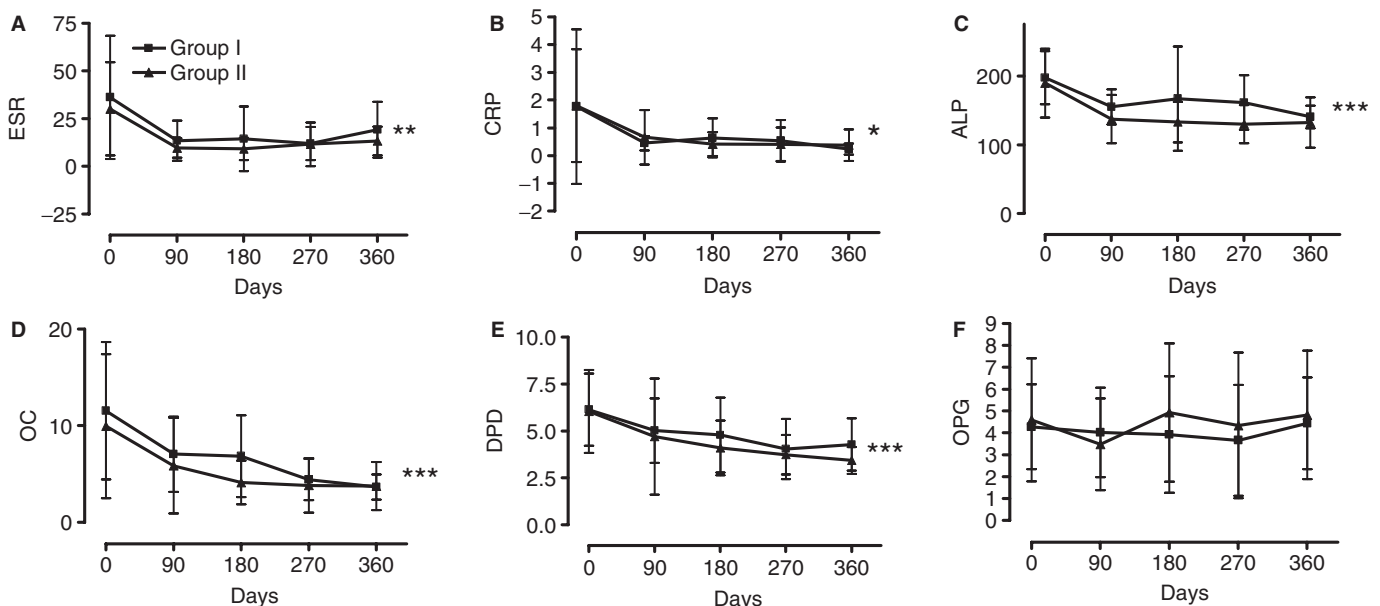 A
ESR
75
50
25
0
−25
Group I
Group II
**
0 90 180 270 360
Days
B
CRP
5
4
3
2
1
0
−1
−2
*
0 90 180 270 360
Days
C
ALP
200
100
0
***
0 90 180 270 360
Days
D
OC
20
10
0
***
0 90 180 270 360
Days
E
DPD
10.0
7.5
5.0
2.5
0.0
***
0 90 180 270 360
Days
F
OPG
9
8
7
6
5
4
3
2
1
0
0 90 180 270 360
Days